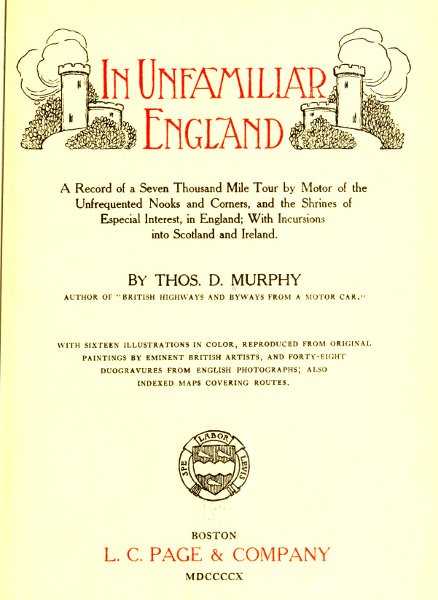 IN UNFAMILIAR
ENGLAND
A Record of a Seven Thousand Mile Tour by Motor of the
Unfrequented Nooks and Corners, and the Shrines of
Especial Interest, in England; With Incursions
into Scotland and Ireland.
BY THOS. D. MURPHY
AUTHOR OF "BRITISH HIGHWAYS AND BYWAYS FROM A MOTOR CAR."
WITH SIXTEEN ILLUSTRATIONS IN COLOR, REPRODUCED FROM ORIGINAL
PAINTINGS BY EMINENT BRITISH ARTISTS, AND FORTY-EIGHT
DUOGRAVURES FROM ENGLISH PHOTOGRAPHS; ALSO
INDEXED MAPS COVERING ROUTES.
SPE LABOR LEVIS
BOSTON
L. C. PAGE & COMPANY
MDCCCCX